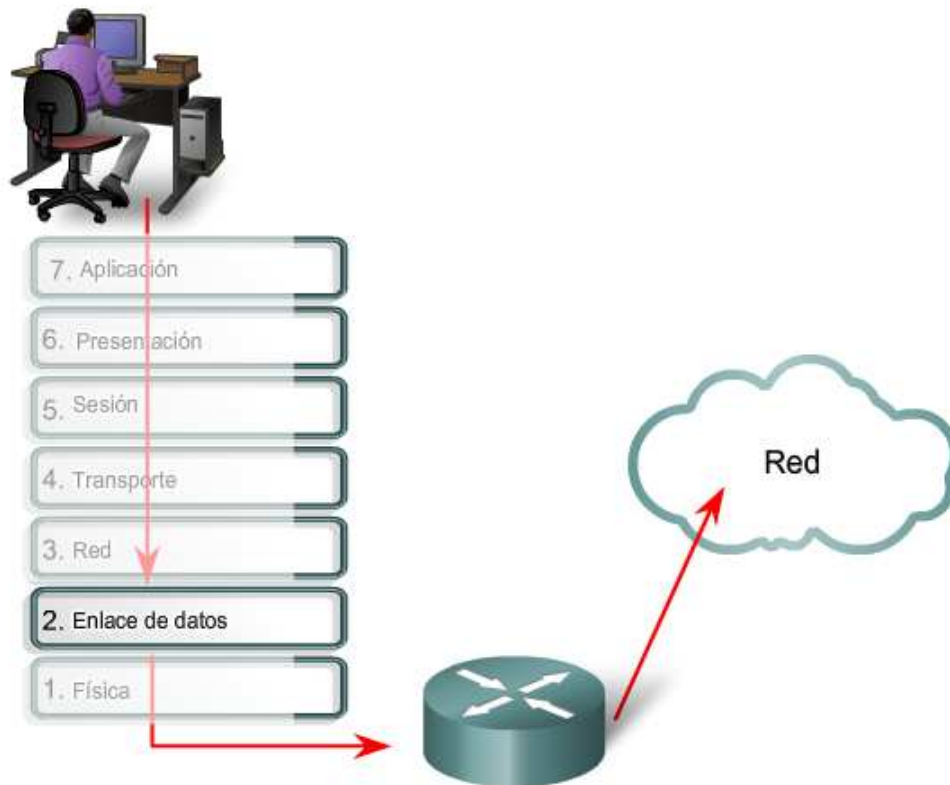 7. Aplicación
6. Presentación
5. Sesión
4. Transporte
3. Red
2. Enlace de datos
1. Física
Red